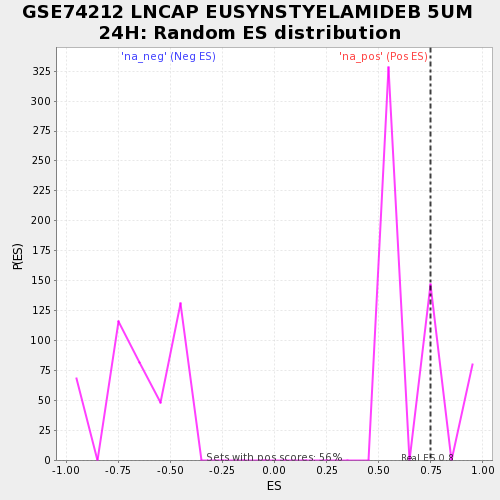 GSE74212 LNCAP EUSYNSTYELAMIDEB 5UM
24H: Random ES distribution
'na_neg' (Neg ES)
'na_pos' (Pos ES)
325
300
275
250
225
200
175
150
125
100
75
50
25
0
P(ES)
Sets with pos scores: 56%
Real ES 0.8
-1.00 -0.75 -0.50 -0.25 0.00 0.25 0.50 0.75 1.00
ES